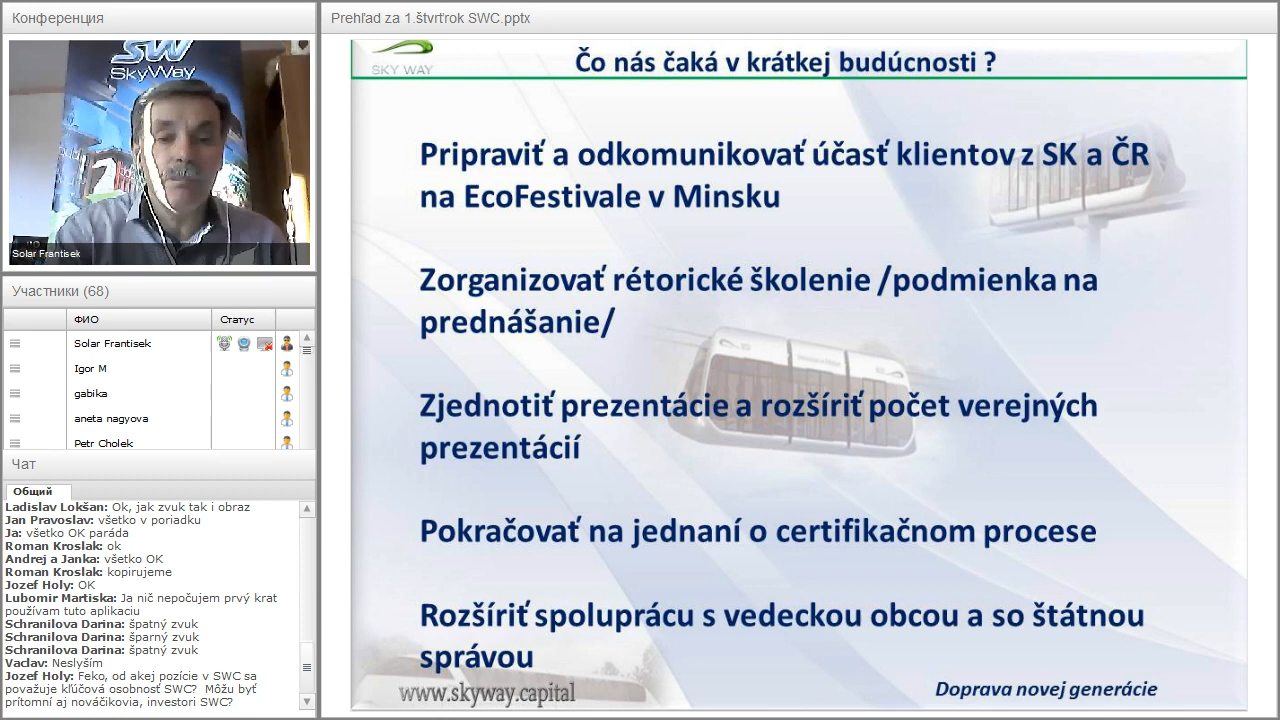 Конференция
SW
SkyWay
Solar Frantisek
Участники (68)
ФИО
Статус
Solar Frantisek
Igor M
gabika
aneta nagyova
Petr Cholek
Чат
Общий
Ladislav Lokšan: Ok, jak zvuk tak i obraz
Jan Pravoslav: všetko v poriadku
Ja: všetko OK paráda
Roman Kroslak: ok
Andrej a Janka: všetko OK
Roman Kroslak: kopirujeme
Jozef Holy: OK
Lubomir Martiska: Ja nič nepočujem prvý krat
používam tuto aplikaciu
Schranilova Darina: špatný zvuk
Schranilova Darina: šparný zvuk
Schranilova Darina: špatný zvuk
Vaclav: Neslyším
Jozef Holy: Feko, od akej pozície v SWC sa
považuje kľúčová osobnosť SWC? Môžu byť
prítomní aj nováčikovia, investorí SWC?
Prehľad za 1.štvrťrok SWC.pptx
SKY WAY
Čo nás čaká v krátkej budúcnosti ?
Pripraviť a odkomunikovať účasť klientov z SK a ČR
na EcoFestivale v Minsku
Zorganizovať rétorické školenie /podmienka na
prednášanie/
Zjednotiť prezentácie a rozšíriť počet verejných
prezentácií
Pokračovať na jednaní o certifikačnom procese
Rozšíriť spoluprácu s vedeckou obcou a so štátnou
správou
www.skyway.capital
Doprava novej generácie